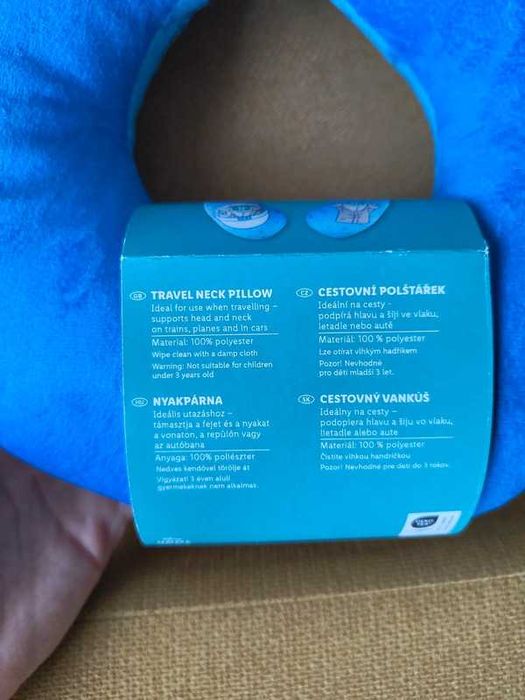 GB TRAVEL NECK PILLOW
Ideal for use when travelling –
supports head and neck
on trains, planes and in cars
Material: 100% polyester
Wipe clean with a damp cloth
Warning: Not suitable for children
under 3 years old
CZ CESTOVNÍ POLŠTÁŘEK
Ideální na cesty –
podpírá hlavu a šíji ve vlaku,
letadle nebo autě
Materiál: 100% polyester
Lze otírat vlhkým hadříkem
Pozor! Nevhodné
pro děti mladší 3 let.
HU NYAKPÁRNA
Ideális utazáshoz –
támasztja a fejet és a nyakat
a vonaton, a repülőn vagy
az autóbana
Anyaga: 100% poliészter
Nedves kendővel törölje át
Vigyázat! 3 éven aluli
gyermekeknek nem alkalmas.
SK CESTOVNÝ VANKÚŠ
Ideálny na cesty –
podopiera hlavu a šiju vo vlaku,
lietadle alebo aute
Materiál: 100% polyester
Čistite vlhkou handričkou
Pozor! Nevhodné pre deti do 3 rokov.
OEKO
TEX